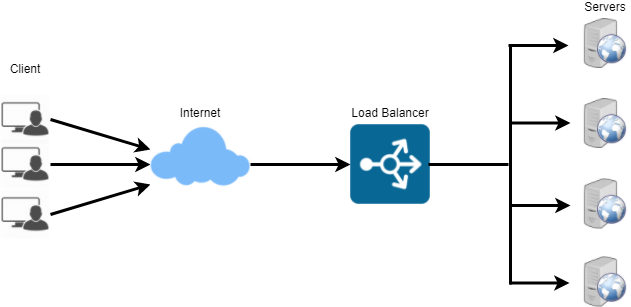 Servers
Client
Internet
Load Balancer